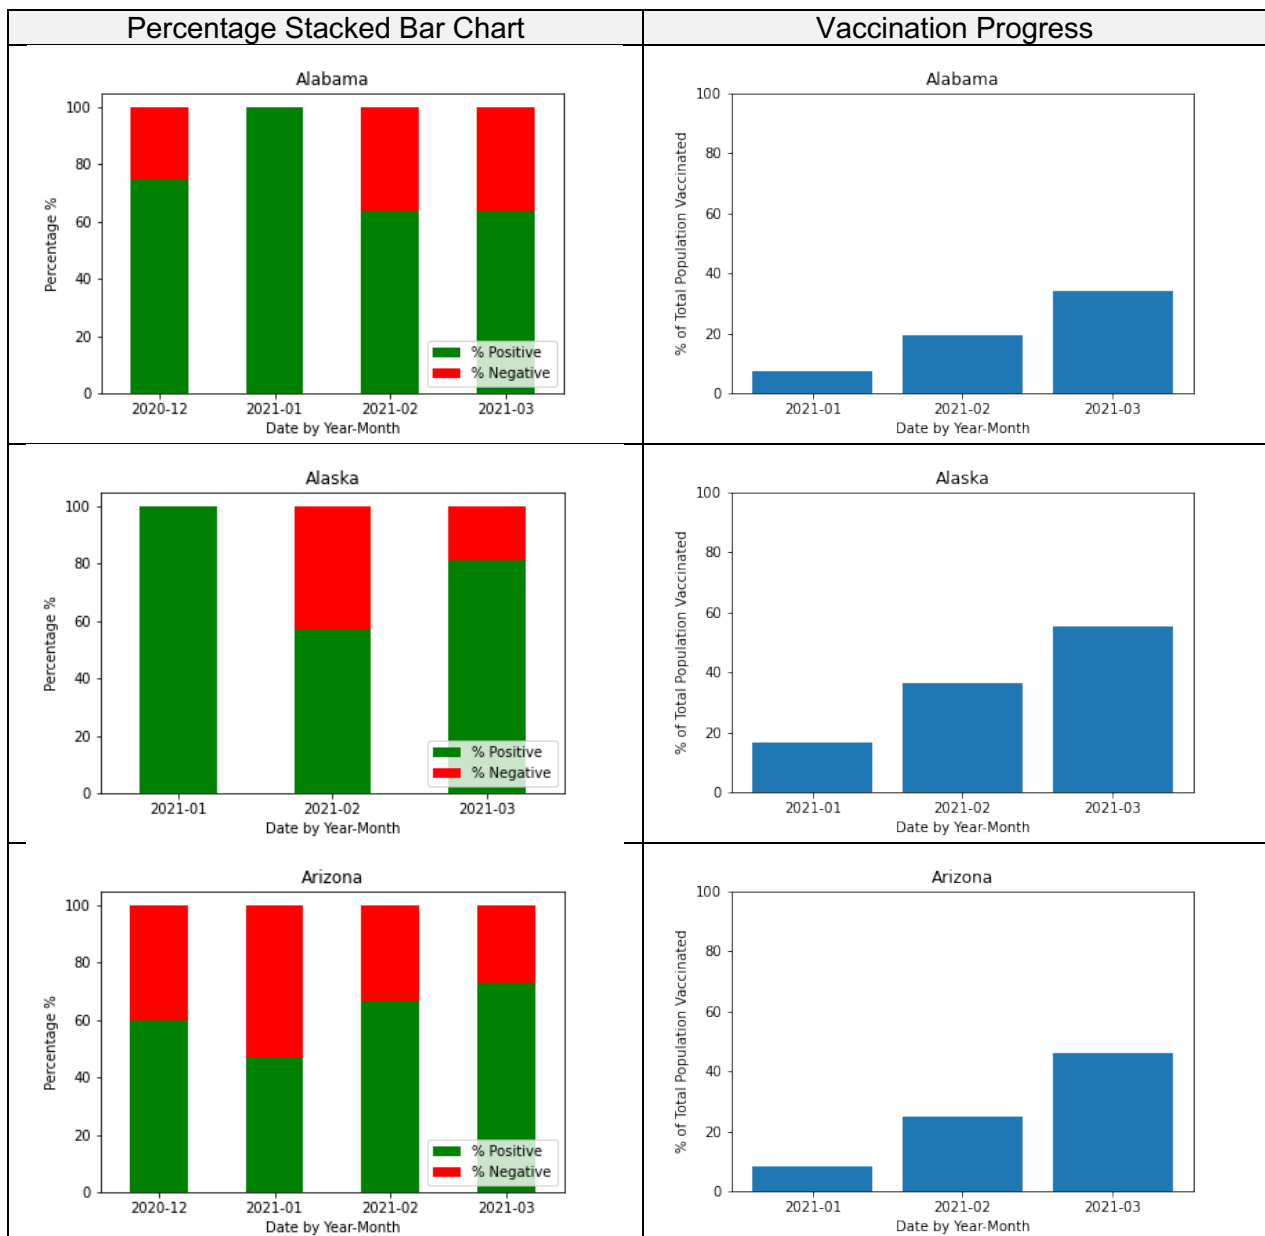 Percentage Stacked Bar Chart
Vaccination Progress
Alabama
100
80
60
40
20
0
Percentage %
% Positive
% Negative
2020-12 2021-01 2021-02 2021-03
Date by Year-Month
Alabama
100
80
60
40
20
0
% of Total Population Vaccinated
2021-01 2021-02 2021-03
Date by Year-Month
Alaska
100
80
60
40
20
0
Percentage %
% Positive
% Negative
2021-01 2021-02 2021-03
Date by Year-Month
Alaska
100
80
60
40
20
0
% of Total Population Vaccinated
2021-01 2021-02 2021-03
Date by Year-Month
Arizona
100
80
60
40
20
0
Percentage %
% Positive
% Negative
2020-12 2021-01 2021-02 2021-03
Date by Year-Month
Arizona
100
80
60
40
20
0
% of Total Population Vaccinated
2021-01 2021-02 2021-03
Date by Year-Month